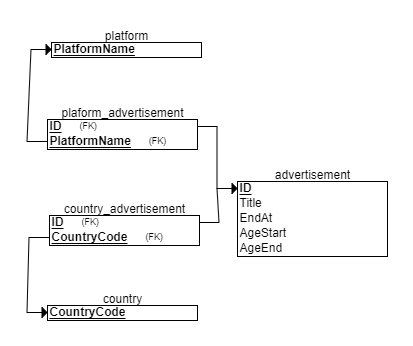 platform
PlatformName
plaform_advertisement
ID (FK)
PlatformName (FK)
advertisement
ID
Title
EndAt
AgeStart
AgeEnd
country_advertisement
ID (FK)
CountryCode (FK)
country
CountryCode